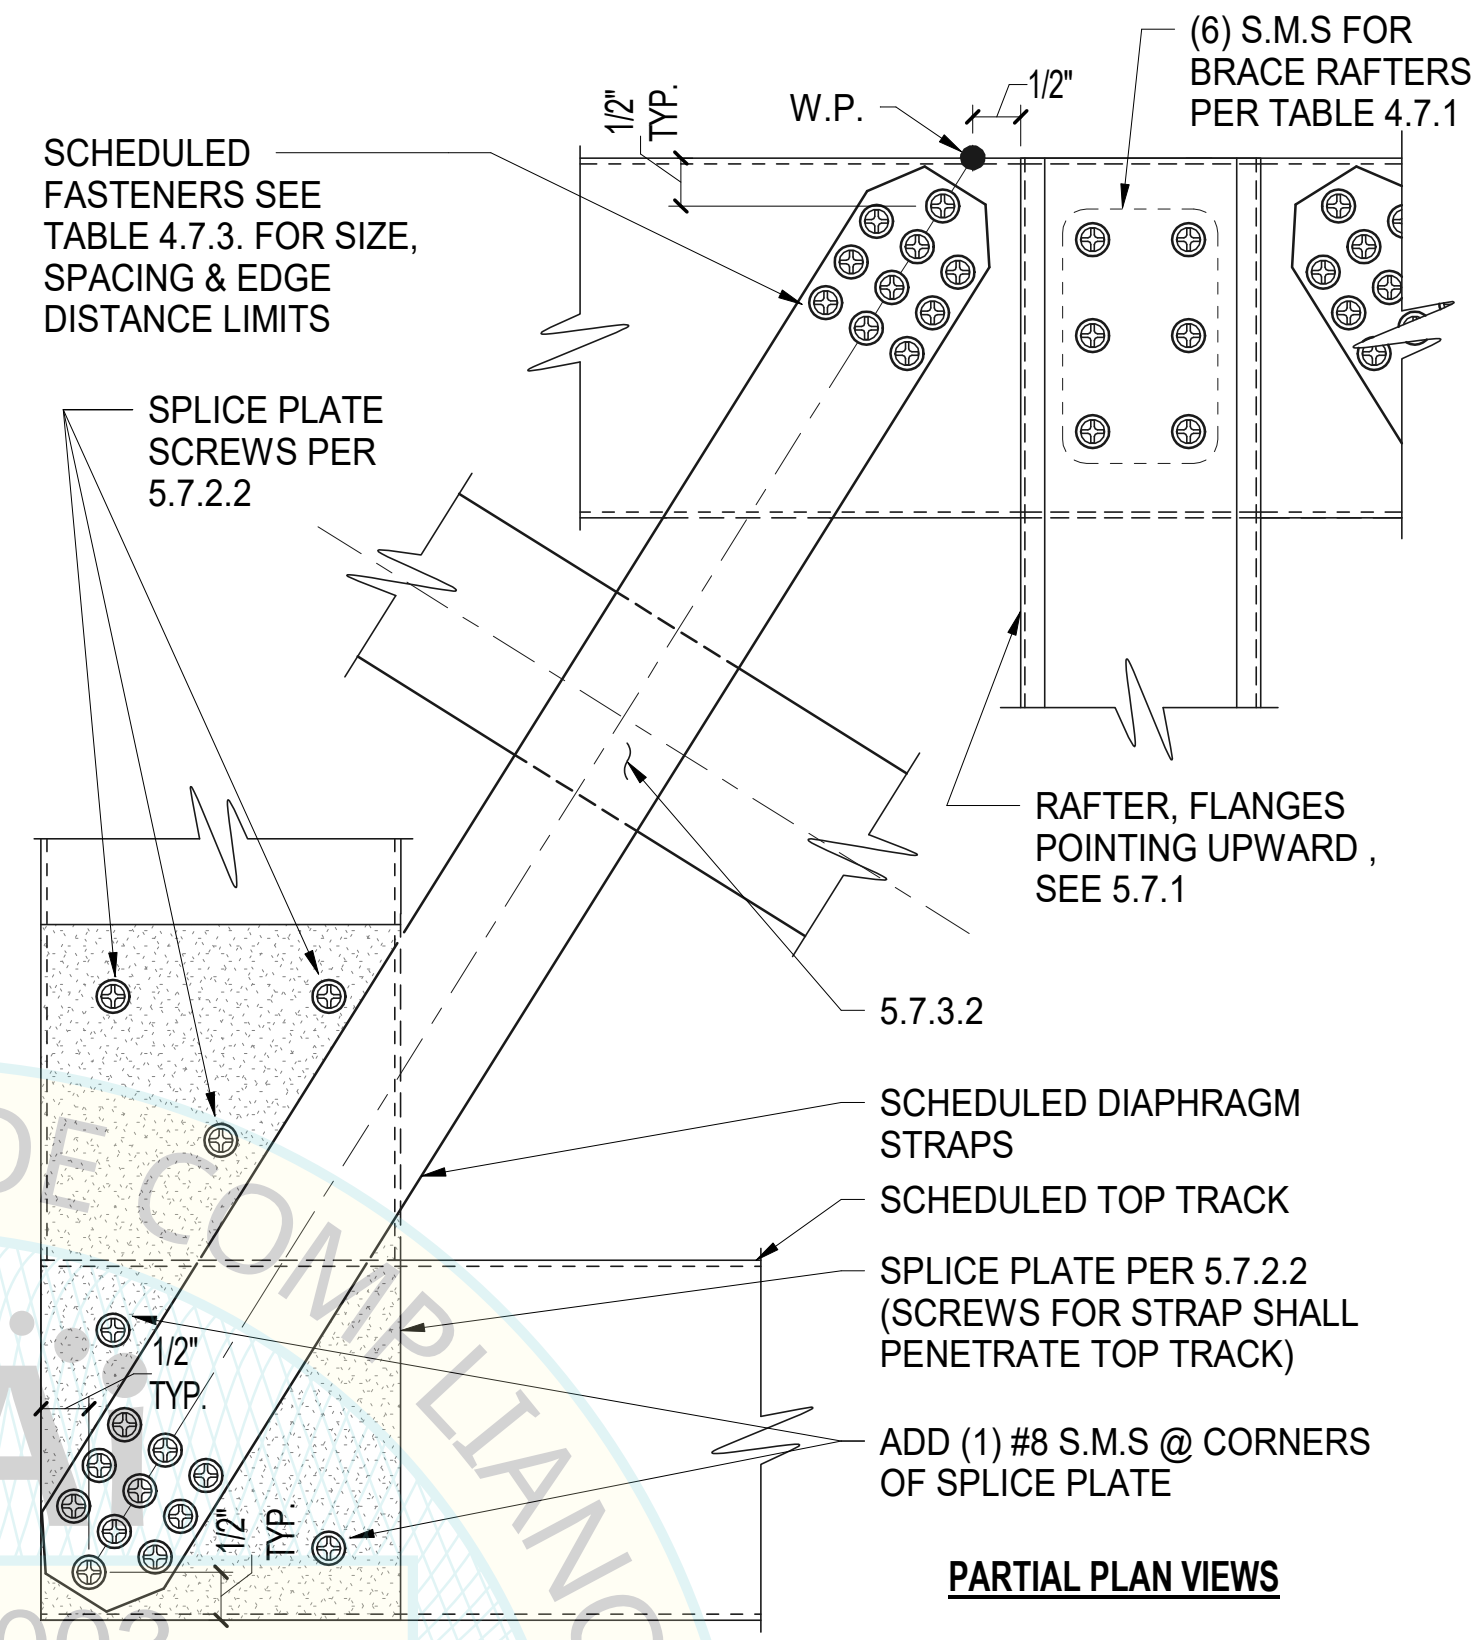 (6) S.M.S FOR
BRACE RAFTERS
PER TABLE 4.7.1
1/2"
TYP.
W.P.
1/2"
SCHEDULED
FASTENERS SEE
TABLE 4.7.3. FOR SIZE,
SPACING & EDGE
DISTANCE LIMITS
SPLICE PLATE
SCREWS PER
5.7.2.2
RAFTER, FLANGES
POINTING UPWARD ,
SEE 5.7.1
5.7.3.2
SCHEDULED DIAPHRAGM
STRAPS
SCHEDULED TOP TRACK
SPLICE PLATE PER 5.7.2.2
(SCREWS FOR STRAP SHALL
PENETRATE TOP TRACK)
1/2"
TYP.
ADD (1) #8 S.M.S @ CORNERS
OF SPLICE PLATE
1/2"
TYP.
PARTIAL PLAN VIEWS
DE COMPLIANC